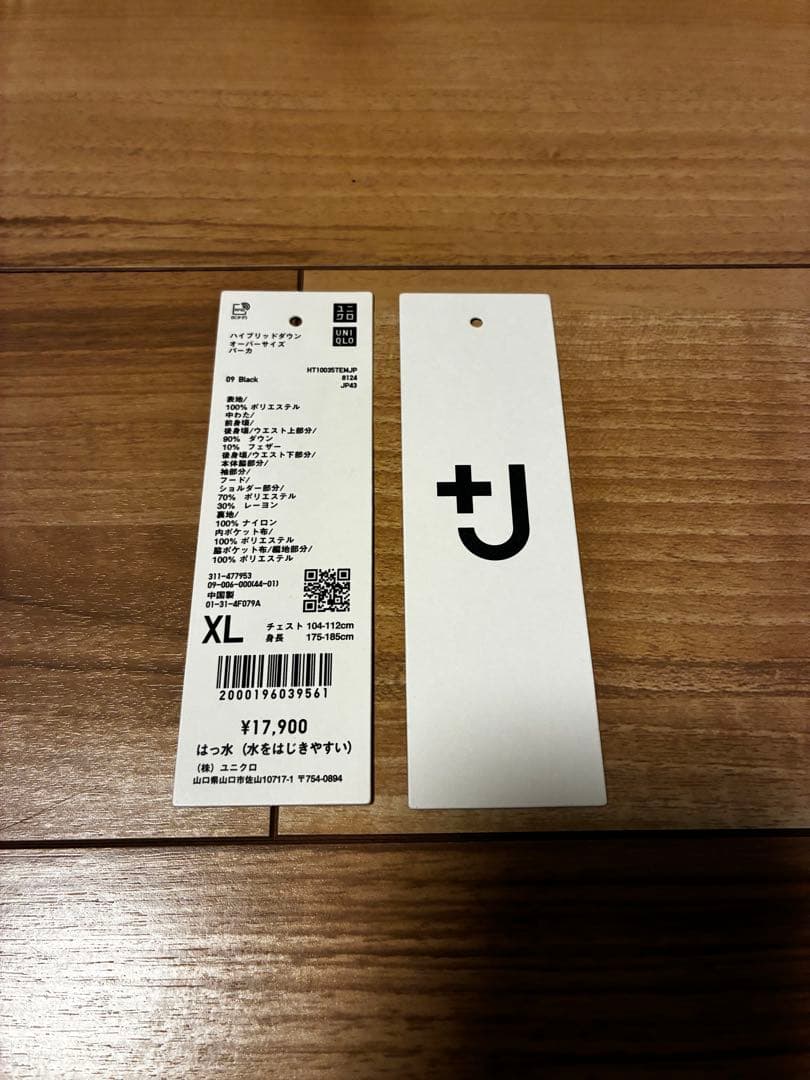 ユニ
クロ
UNI
QLO
ハイブリッドダウン
オーバーサイズ
パーカ
HT10035TEMJP
09 Black
8124
JP43
表地/
100% ポリエステル
中わた/
前身頃/
後身頃/ウエスト上部分/
90% ダウン
10% フェザー
後身頃/ウエスト下部分/
本体脇部分/
袖部分/
フード/
ショルダー部分/
70% ポリエステル
30% レーヨン
裏地/
100% ナイロン
内ポケット布/
100% ポリエステル
脇ポケット布/編地部分/
100% ポリエステル
311-477953
09-006-000(44-01)
中国製
01-31-4F079A
XL
チェスト 104-112cm
身長 175-185cm
2000196039561
¥17,900
はっ水 (水をはじきやすい)
(株) ユニクロ
山口県山口市佐山10717-1 〒754-0894
+J